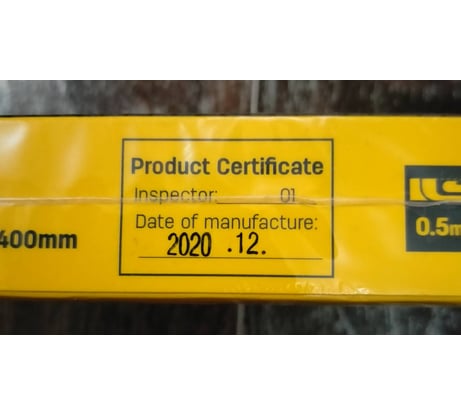 Product Certificate
Inspector: 01
Date of manufacture:
2020 .12.
400mm
0.5m